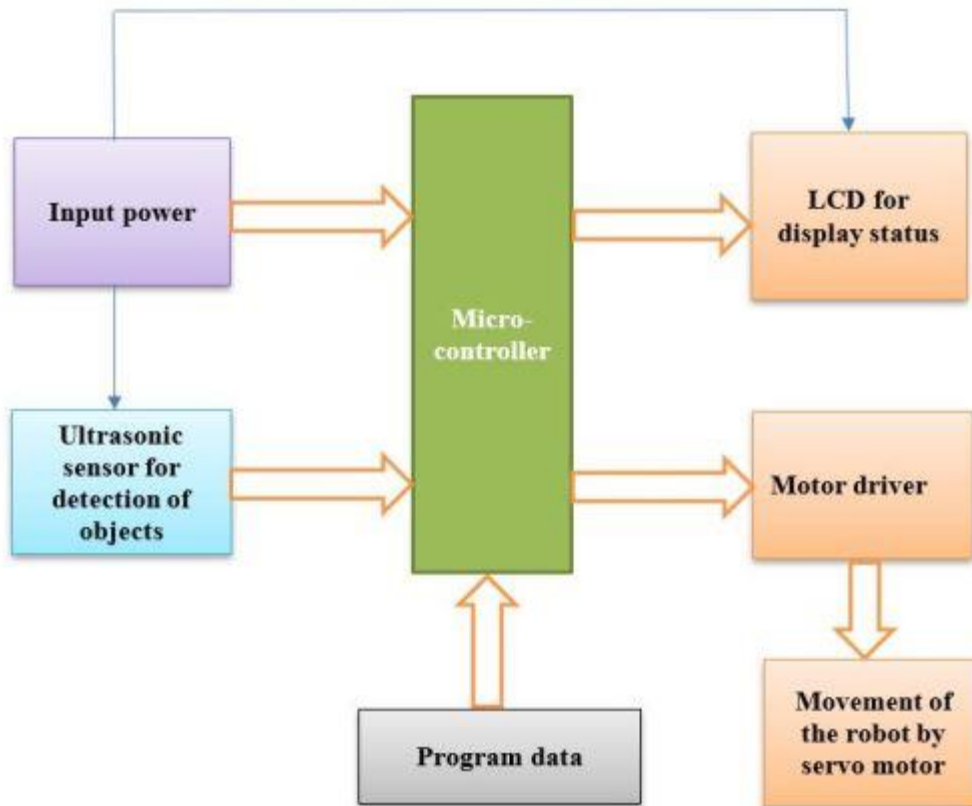 Input power
Micro-
controller
LCD for
display status
Ultrasonic
sensor for
detection of
objects
Motor driver
Program data
Movement of
the robot by
servo motor